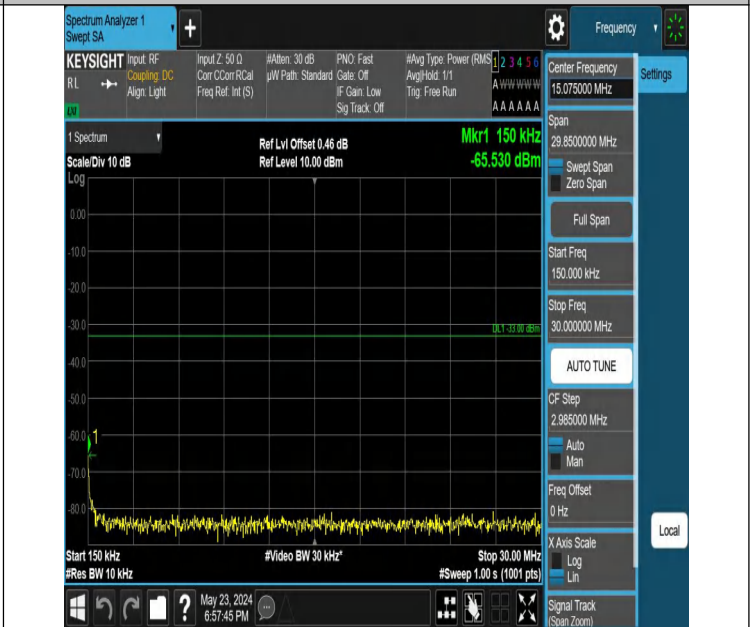 Spectrum Analyzer 1
Swept SA
+
Frequency
KEYSIGHT
Input: RF
Coupling: DC
Align: Light
Input Z: 50 Ω
Corr CCorr RCal
Freq Ref: Int (S)
#Atten: 30 dB
µW Path: Standard
PNO: Fast
Gate: Off
IF Gain: Low
Sig Track: Off
#Avg Type: Power (RMS
Avg|Hold: 1/1
Trig: Free Run
1 2 3 4 5 6
A W W W W W
A A A A A A
RL
LXI
1 Spectrum
Scale/Div 10 dB
Ref Lvl Offset 0.46 dB
Ref Level 10.00 dBm
Mkr1 150 kHz
-65.530 dBm
Log
0.00
-10.0
-20.0
-30.0
-40.0
-50.0
-60.0
-70.0
-80.0
DL1 -33.00 dBm
1
Start 150 kHz
#Res BW 10 kHz
#Video BW 30 kHz*
Stop 30.00 MHz
#Sweep 1.00 s (1001 pts)
Center Frequency
15.075000 MHz
Settings
Span
29.8500000 MHz
Swept Span
Zero Span
Full Span
Start Freq
150.000 kHz
Stop Freq
30.000000 MHz
AUTO TUNE
CF Step
2.985000 MHz
Auto
Man
Freq Offset
0 Hz
X Axis Scale
Log
Lin
Local
Signal Track
(Span Zoom)
?
May 23, 2024
6:57:45 PM